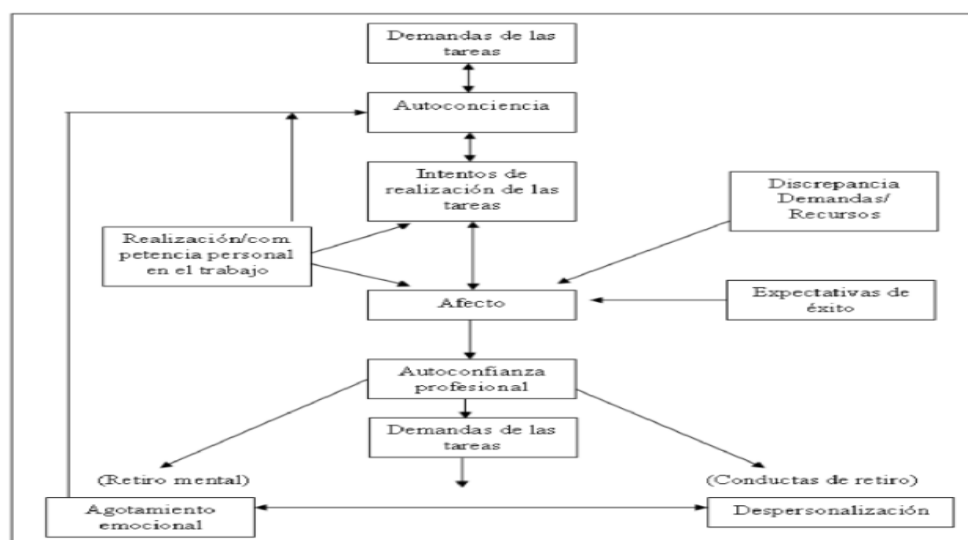 Demandas de las
tareas
Autoconciencia
Intentos de
realización de las
tareas
Discrepancia
Demandas/
Recursos
Realización/com
petencia personal
en el trabajo
Afecto
Expectativas de
éxito
Autoconfianza
profesional
Demandas de las
tareas
(Retiro mental)
(Conductas de retiro)
Agotamiento
emocional
Despersonalización